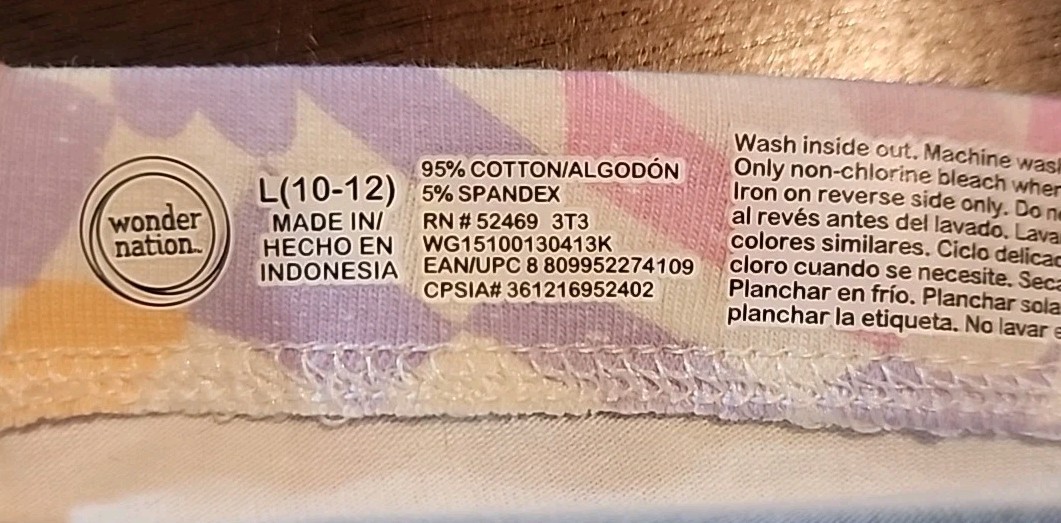 wonder
nation™
L(10-12)
MADE IN/
HECHO EN
INDONESIA
95% COTTON/ALGODÓN
5% SPANDEX
RN # 52469 3T3
WG15100130413K
EAN/UPC 8 809952274109
CPSIA# 361216952402
Wash inside out. Machine
Only non-chlorine bleach
Iron on reverse side only. Do
al revés antes del lavado.
colores similares. Ciclo
cloro cuando se necesite.
Planchar en frío. Planchar
planchar la etiqueta. No lavar